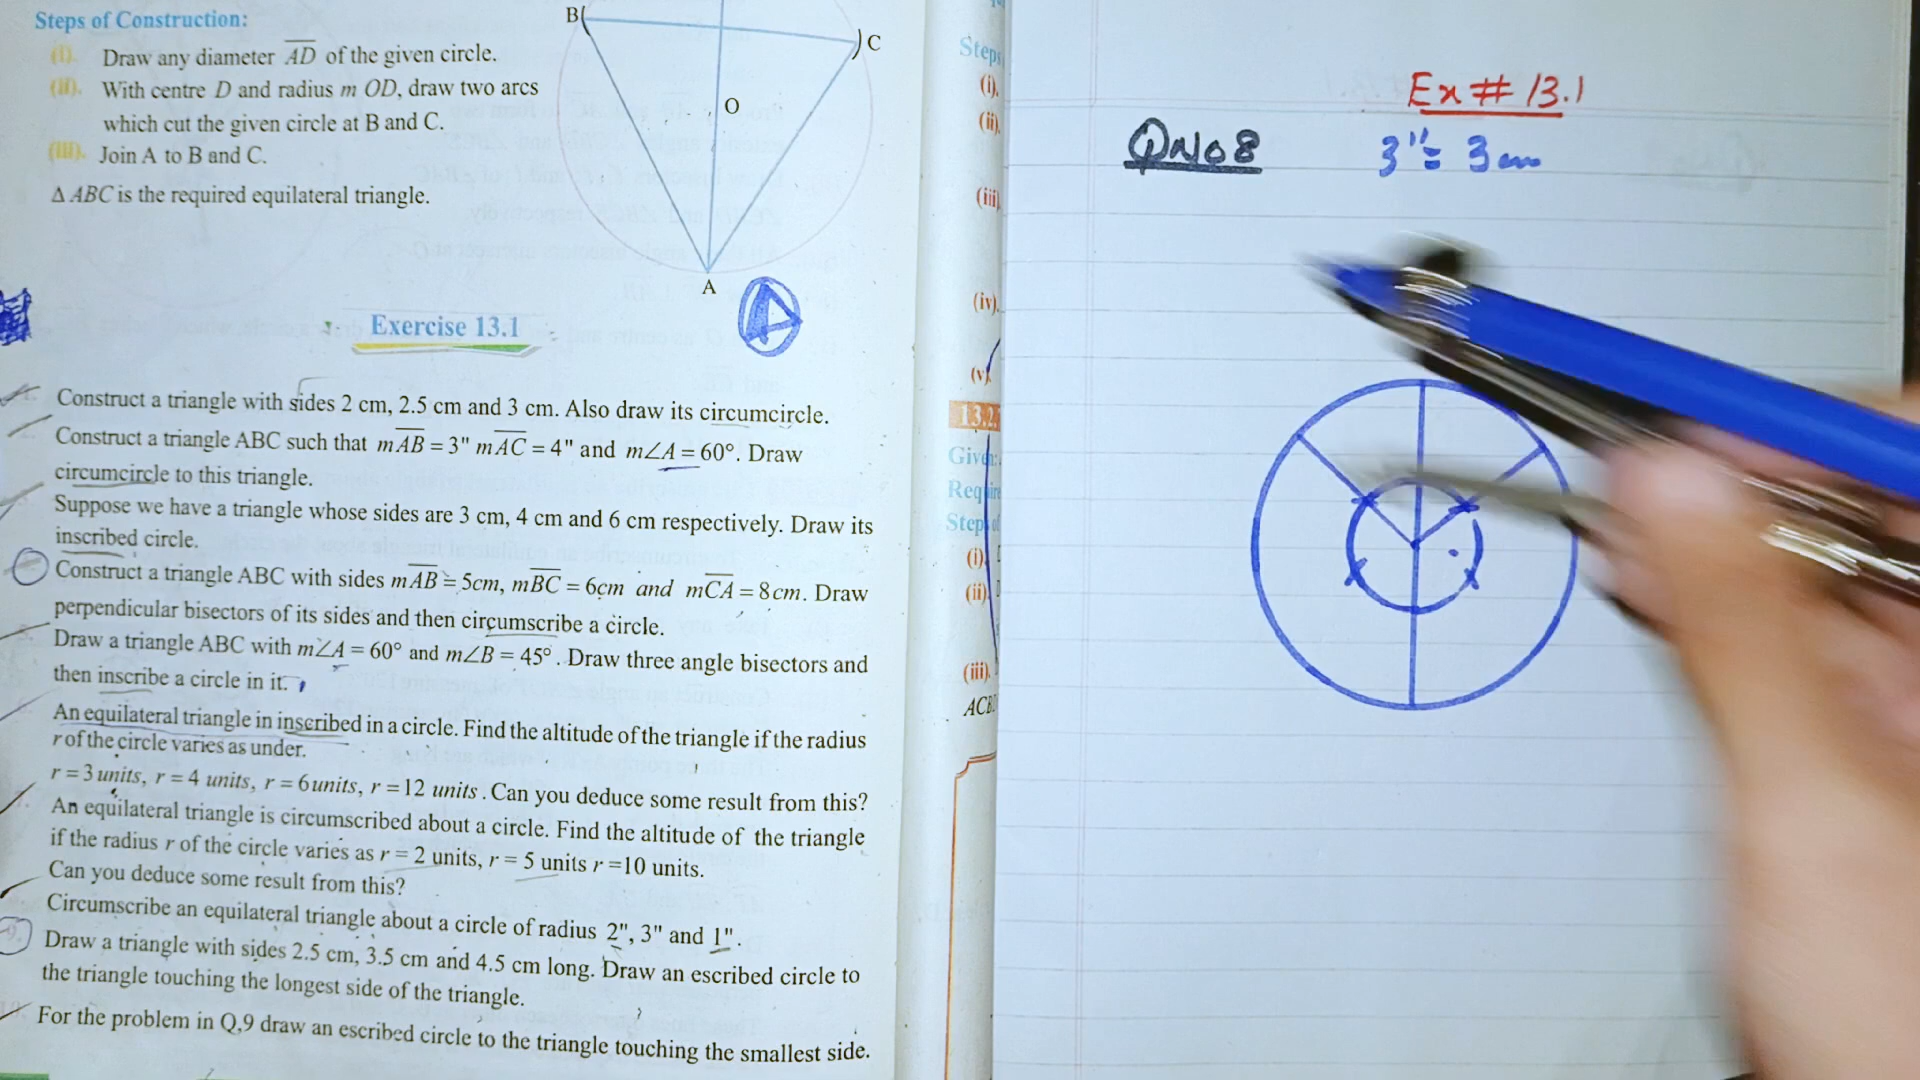 Steps of Construction:
(i). Draw any diameter AD of the given circle.
(ii). With centre D and radius m OD, draw two arcs
which cut the given circle at B and C.
(iii). Join A to B and C.
Δ ABC is the required equilateral triangle.
B
C
O
A
Exercise 13.1
Construct a triangle with sides 2 cm, 2.5 cm and 3 cm. Also draw its circumcircle.
Construct a triangle ABC such that mAB = 3" mAC = 4" and m∠A = 60°. Draw
circumcircle to this triangle.
Suppose we have a triangle whose sides are 3 cm, 4 cm and 6 cm respectively. Draw its
inscribed circle.
Construct a triangle ABC with sides mAB = 5cm, mBC = 6cm and mCA = 8cm. Draw
perpendicular bisectors of its sides and then circumscribe a circle.
Draw a triangle ABC with m∠A = 60° and m∠B = 45°. Draw three angle bisectors and
then inscribe a circle in it.
An equilateral triangle in inscribed in a circle. Find the altitude of the triangle if the radius
r of the circle varies as under.
r = 3 units, r = 4 units, r = 6units, r = 12 units. Can you deduce some result from this?
An equilateral triangle is circumscribed about a circle. Find the altitude of the triangle
if the radius r of the circle varies as r = 2 units, r = 5 units r =10 units.
Can you deduce some result from this?
Circumscribe an equilateral triangle about a circle of radius 2", 3" and 1".
9. Draw a triangle with sides 2.5 cm, 3.5 cm and 4.5 cm long. Draw an escribed circle to
the triangle touching the longest side of the triangle.
For the problem in Q,9 draw an escribed circle to the triangle touching the smallest side.
Steps
(i).
(ii).
(iii)
(iv).
(v).
13.2.
Given:
Require
Steps of
(i).
(ii).
(iii).
Ex # 13.1
Q No 8
3" = 3 cm